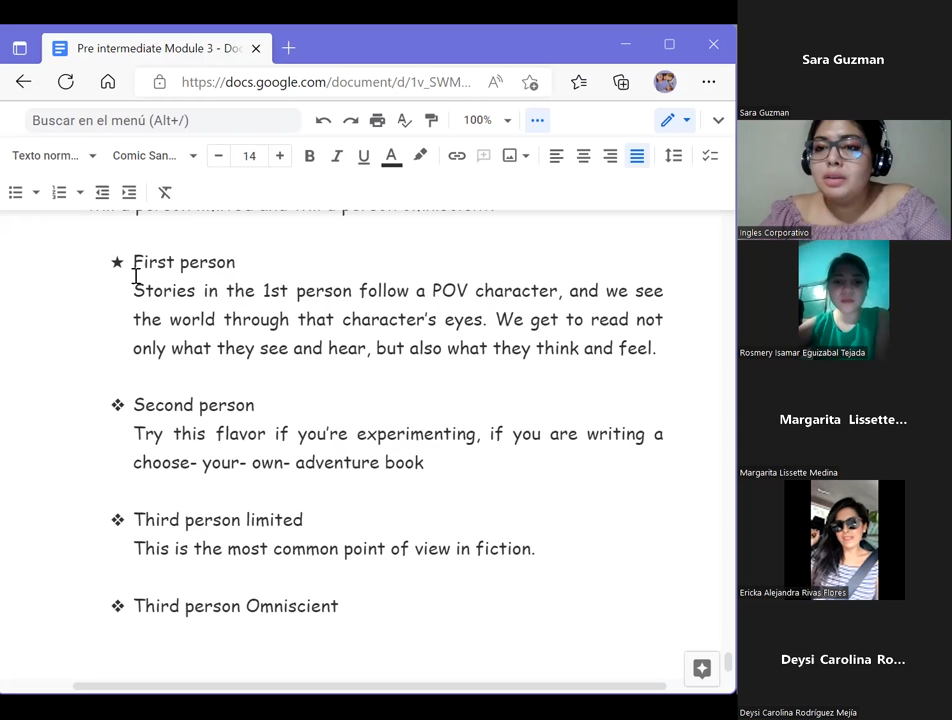 Pre intermediate Module 3 - Doc
https://docs.google.com/document/d/1v_SWM...
Buscar en el menú (Alt+/)
100%
Texto norm...
Comic San...
14
★ First person
Stories in the 1st person follow a POV character, and we see
the world through that character's eyes. We get to read not
only what they see and hear, but also what they think and feel.
❖ Second person
Try this flavor if you're experimenting, if you are writing a
choose- your- own- adventure book
❖ Third person limited
This is the most common point of view in fiction.
❖ Third person Omniscient
Sara Guzman
Sara Guzman
Ingles Corporativo
Rosmery Isamar Eguizabal Tejada
Margarita Lissette...
Margarita Lissette Medina
Ericka Alejandra Rivas Flores
Deysi Carolina Ro...
Deysi Carolina Rodríguez Mejía